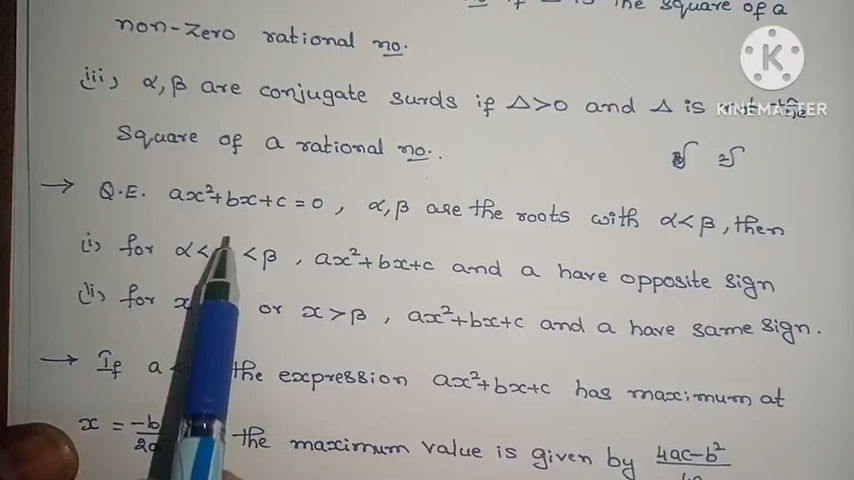 the square of a
non-zero rational no.
(iii) α, β are conjugate surds if Δ>0 and Δ is
square of a rational no.
→ Q.E. ax²+bx+c=0, α,β are the roots with α<β, then
(i) for α< <β, ax²+bx+c and a have opposite sign
(ii) for x or x>β, ax²+bx+c and a have same sign.
→ If a < the expression ax²+bx+c has maximum at
x = -b/2a the maximum value is given by 4ac-b²
KINEMASTER